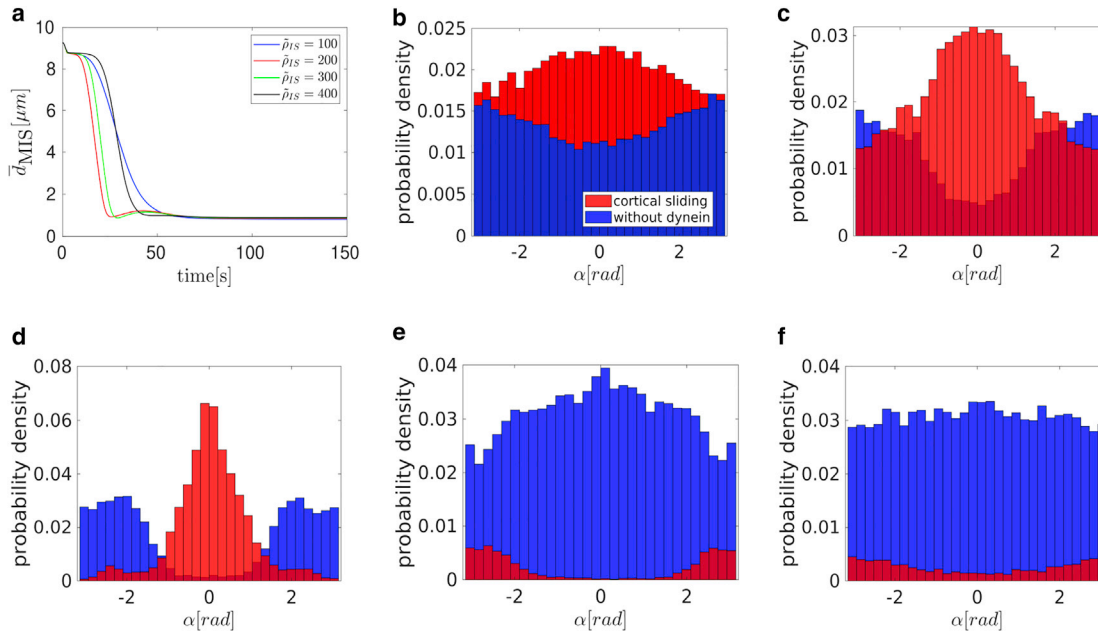 a
10
8
6
4
2
0
d̅MIS[μm]
0 50 100 150
time[s]
ρ̃IS = 100
ρ̃IS = 200
ρ̃IS = 300
ρ̃IS = 400
b
0.025
0.02
0.015
0.01
0.005
0
probability density
cortical sliding
without dynein
-2 0 2
α[rad]
c
0.03
0.02
0.01
0
probability density
-2 0 2
α[rad]
d
0.08
0.06
0.04
0.02
0
probability density
-2 0 2
α[rad]
e
0.04
0.03
0.02
0.01
0
probability density
-2 0 2
α[rad]
f
0.04
0.03
0.02
0.01
0
probability density
-2 0 2
α[rad]